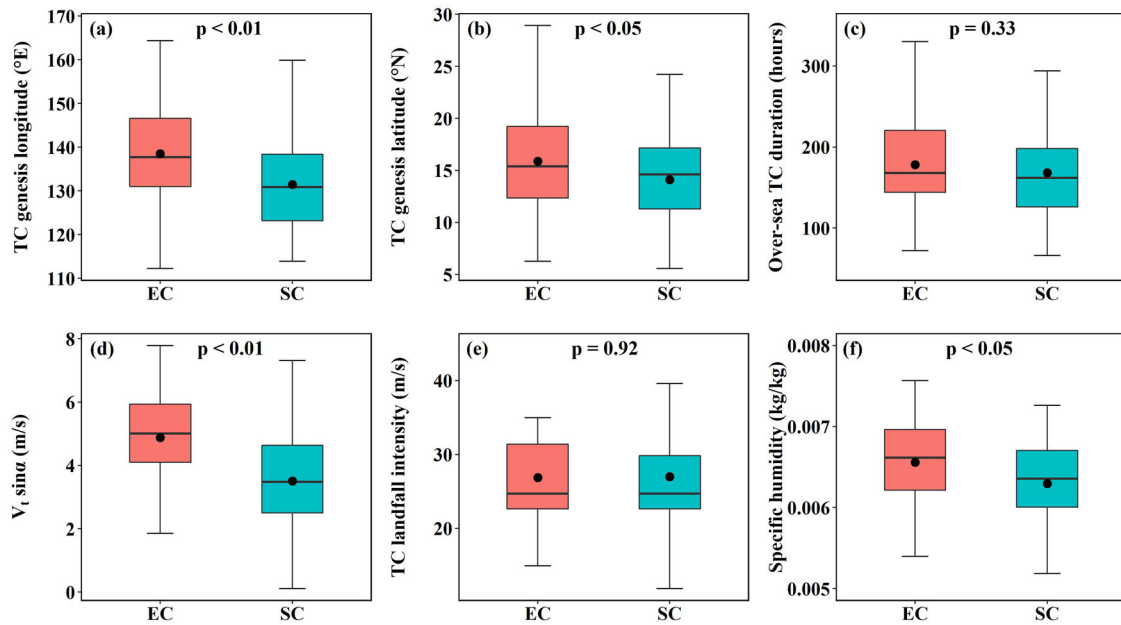 (a) p < 0.01
TC genesis longitude (°E)
170
160
150
140
130
120
110
EC SC
(b) p < 0.05
TC genesis latitude (°N)
30
25
20
15
10
5
EC SC
(c) p = 0.33
Over-sea TC duration (hours)
300
200
100
EC SC
(d) p < 0.01
Vt sinα (m/s)
8
6
4
2
0
EC SC
(e) p = 0.92
TC landfall intensity (m/s)
40
30
20
EC SC
(f) p < 0.05
Specific humidity (kg/kg)
0.008
0.007
0.006
0.005
EC SC